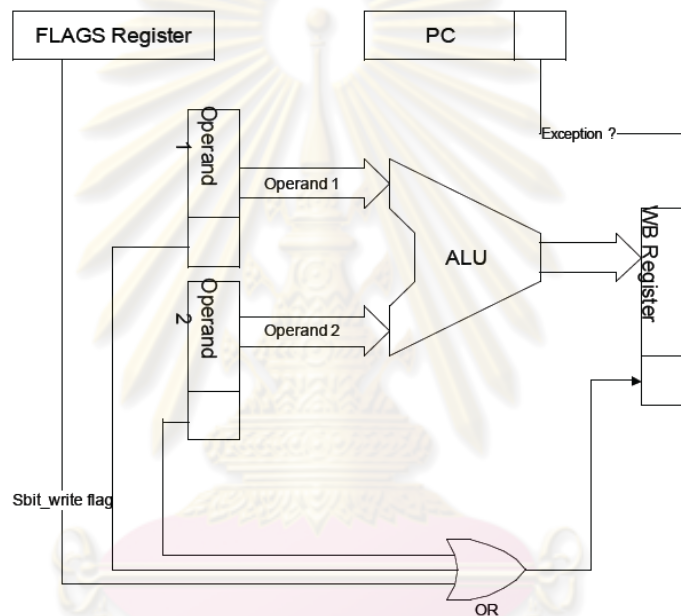 FLAGS Register
PC
Exception ?
Operand
1
Operand 1
ALU
WB Register
Operand
2
Operand 2
Sbit_write flag
OR